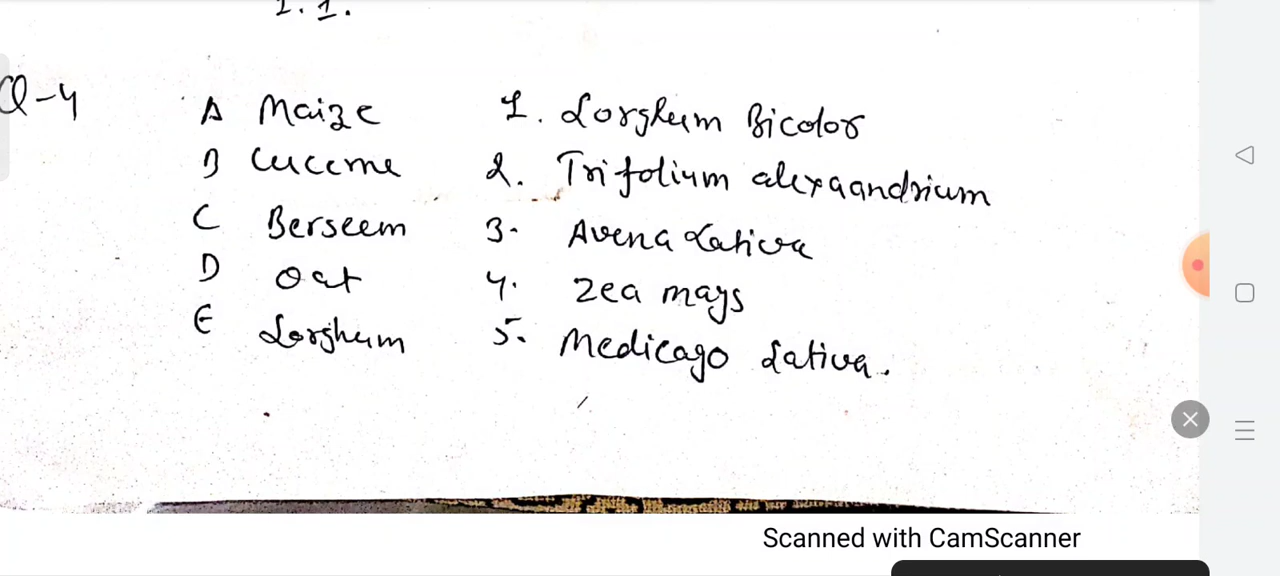 I.I.
Q-4
A Maize 1. Sorghum Bicolor
B Lucerne 2. Trifolium alexaandrium
C Berseem 3. Avena Sativa
D Oat 4. Zea mays
E Sorghum 5. Medicago Sativa.
Scanned with CamScanner